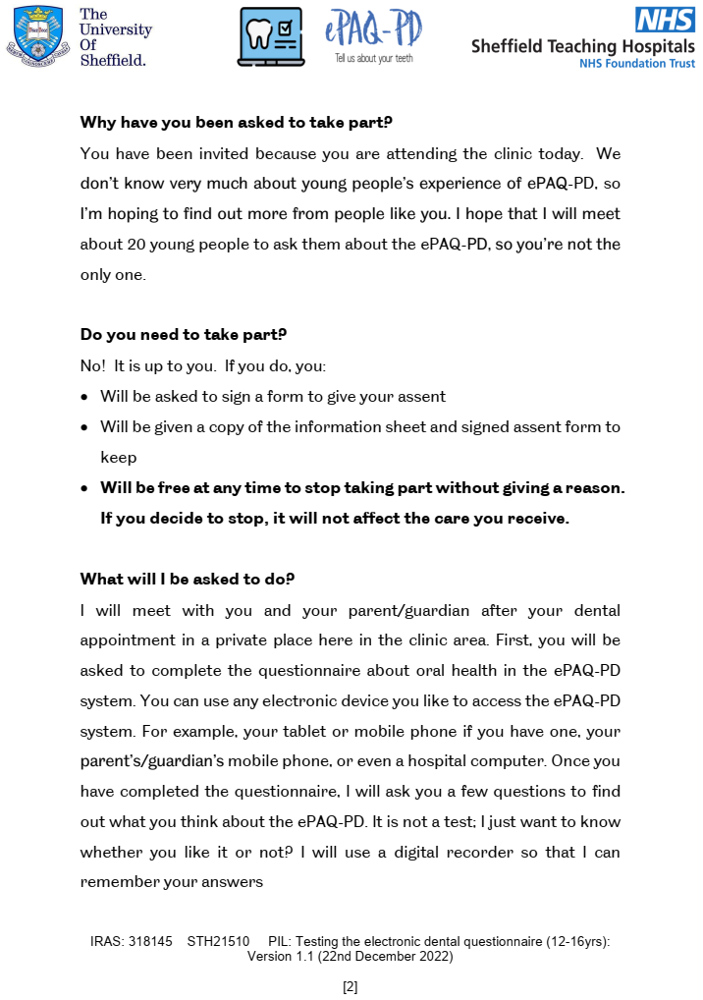 The
University
Of
Sheffield.
ePAQ-PD
Tell us about your teeth
NHS
Sheffield Teaching Hospitals
NHS Foundation Trust
Why have you been asked to take part?
You have been invited because you are attending the clinic today.  We
don't know very much about young people's experience of ePAQ-PD, so
I'm hoping to find out more from people like you. I hope that I will meet
about 20 young people to ask them about the ePAQ-PD, so you're not the
only one.
Do you need to take part?
No!  It is up to you.  If you do, you:
• Will be asked to sign a form to give your assent
• Will be given a copy of the information sheet and signed assent form to
keep
• Will be free at any time to stop taking part without giving a reason.
If you decide to stop, it will not affect the care you receive.
What will I be asked to do?
I will meet with you and your parent/guardian after your dental
appointment in a private place here in the clinic area. First, you will be
asked to complete the questionnaire about oral health in the ePAQ-PD
system. You can use any electronic device you like to access the ePAQ-PD
system. For example, your tablet or mobile phone if you have one, your
parent's/guardian's mobile phone, or even a hospital computer. Once you
have completed the questionnaire, I will ask you a few questions to find
out what you think about the ePAQ-PD. It is not a test; I just want to know
whether you like it or not? I will use a digital recorder so that I can
remember your answers
IRAS: 318145    STH21510    PIL: Testing the electronic dental questionnaire (12-16yrs):
Version 1.1 (22nd December 2022)
[2]